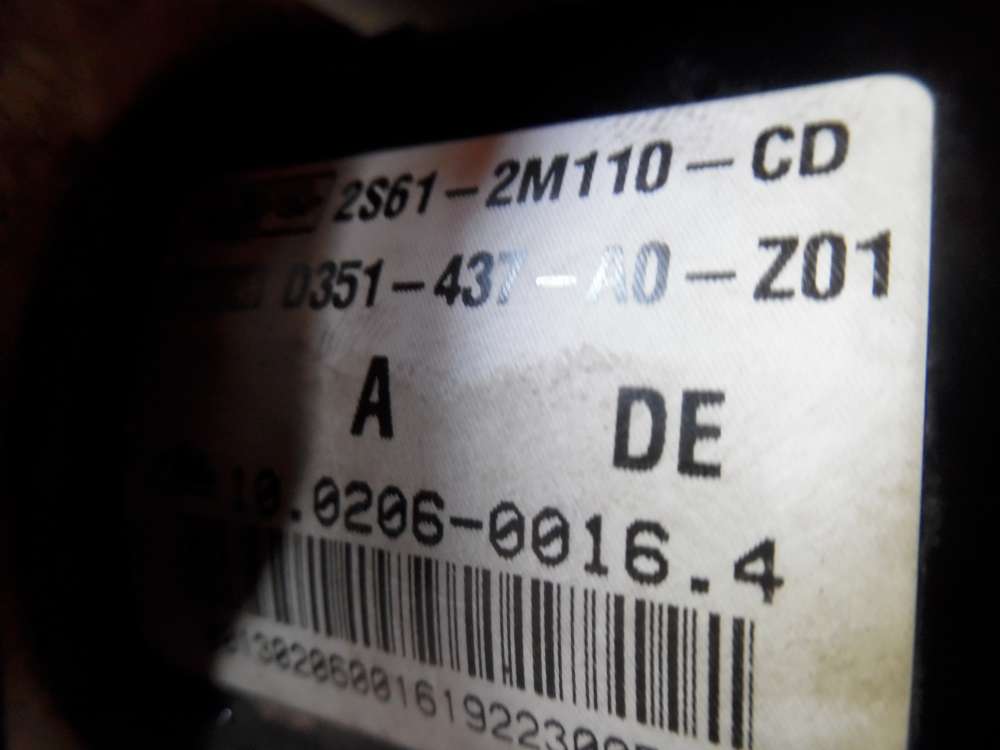 2S61-2M110-CD
D351-437-A0-Z01
A DE
10.0206-0016.4